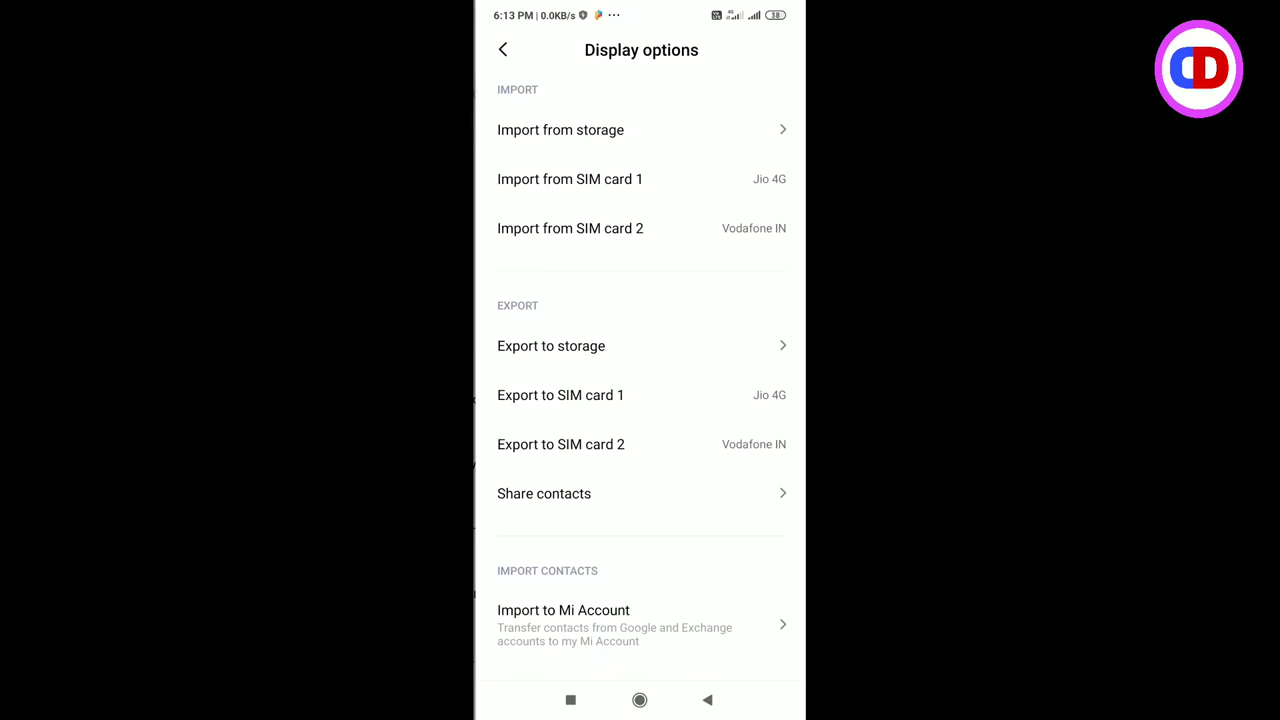 6:13 PM | 0.0KB/s ... 4G 38
Display options
IMPORT
Import from storage
Import from SIM card 1 Jio 4G
Import from SIM card 2 Vodafone IN
EXPORT
Export to storage
Export to SIM card 1 Jio 4G
Export to SIM card 2 Vodafone IN
Share contacts
IMPORT CONTACTS
Import to Mi Account
Transfer contacts from Google and Exchange
accounts to my Mi Account
DD